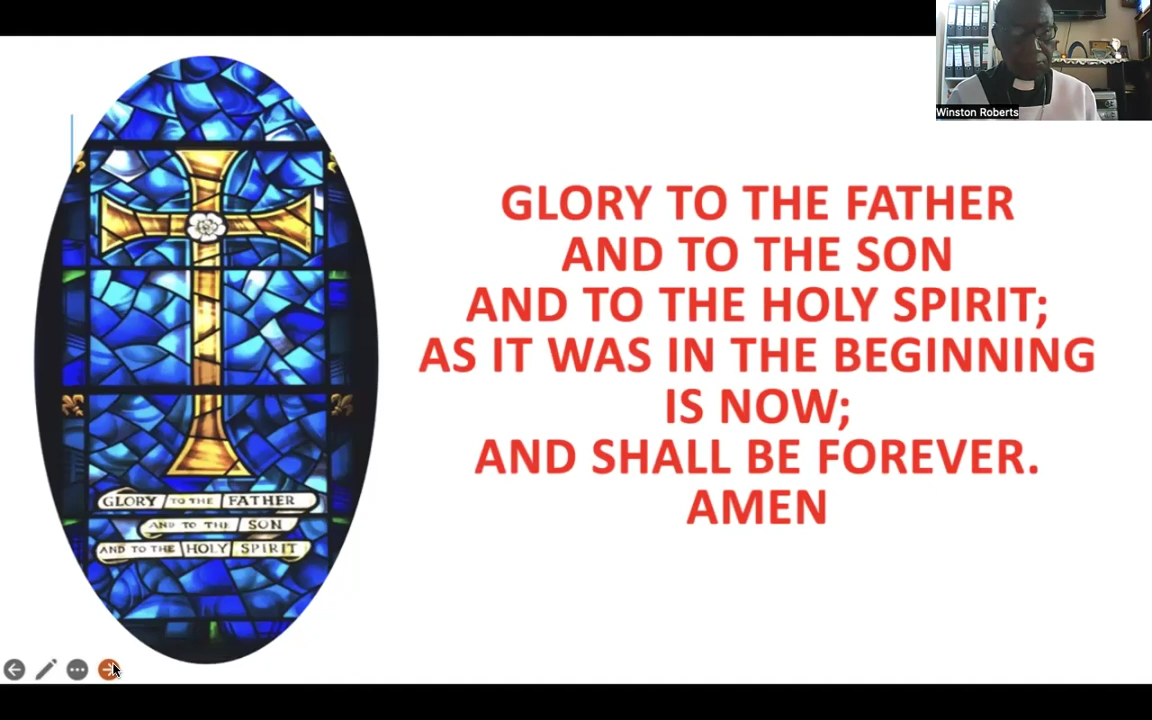 Winston Roberts
GLORY TO THE FATHER
AND TO THE SON
AND TO THE HOLY SPIRIT;
AS IT WAS IN THE BEGINNING
IS NOW;
AND SHALL BE FOREVER.
AMEN
GLORY TO THE FATHER
AND TO THE SON
AND TO THE HOLY SPIRIT